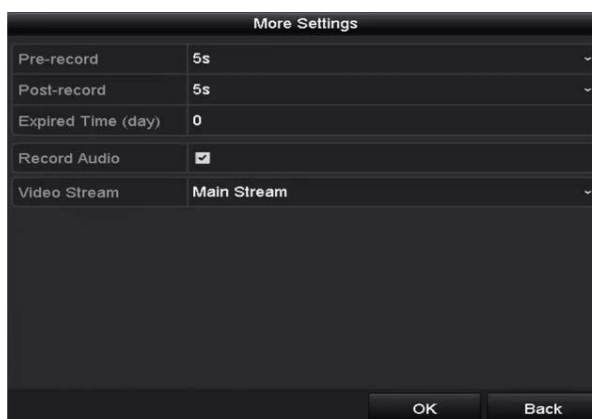 More Settings
Pre-record 5s
Post-record 5s
Expired Time (day) 0
Record Audio
Video Stream Main Stream
OK Back